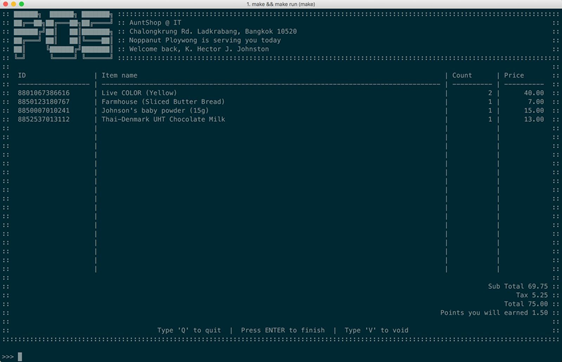 1. make && make run (make)
POS
:: AuntShop @ IT
:: Chalongkrung Rd. Ladkrabang, Bangkok 10520
:: Noppanut Ploywong is serving you today
:: Welcome back, K. Hector J. Johnston
ID | Item name | Count | Price
8801067386616 | Live COLOR (Yellow) | 2 | 40.00
8850123180767 | Farmhouse (Sliced Butter Bread) | 1 | 7.00
8850007010241 | Johnson's baby powder (15g) | 1 | 15.00
8852537013112 | Thai-Denmark UHT Chocolate Milk | 1 | 13.00
Sub Total 69.75
Tax 5.25
Total 75.00
Points you will earned 1.50
Type 'Q' to quit | Press ENTER to finish | Type 'V' to void
>>>